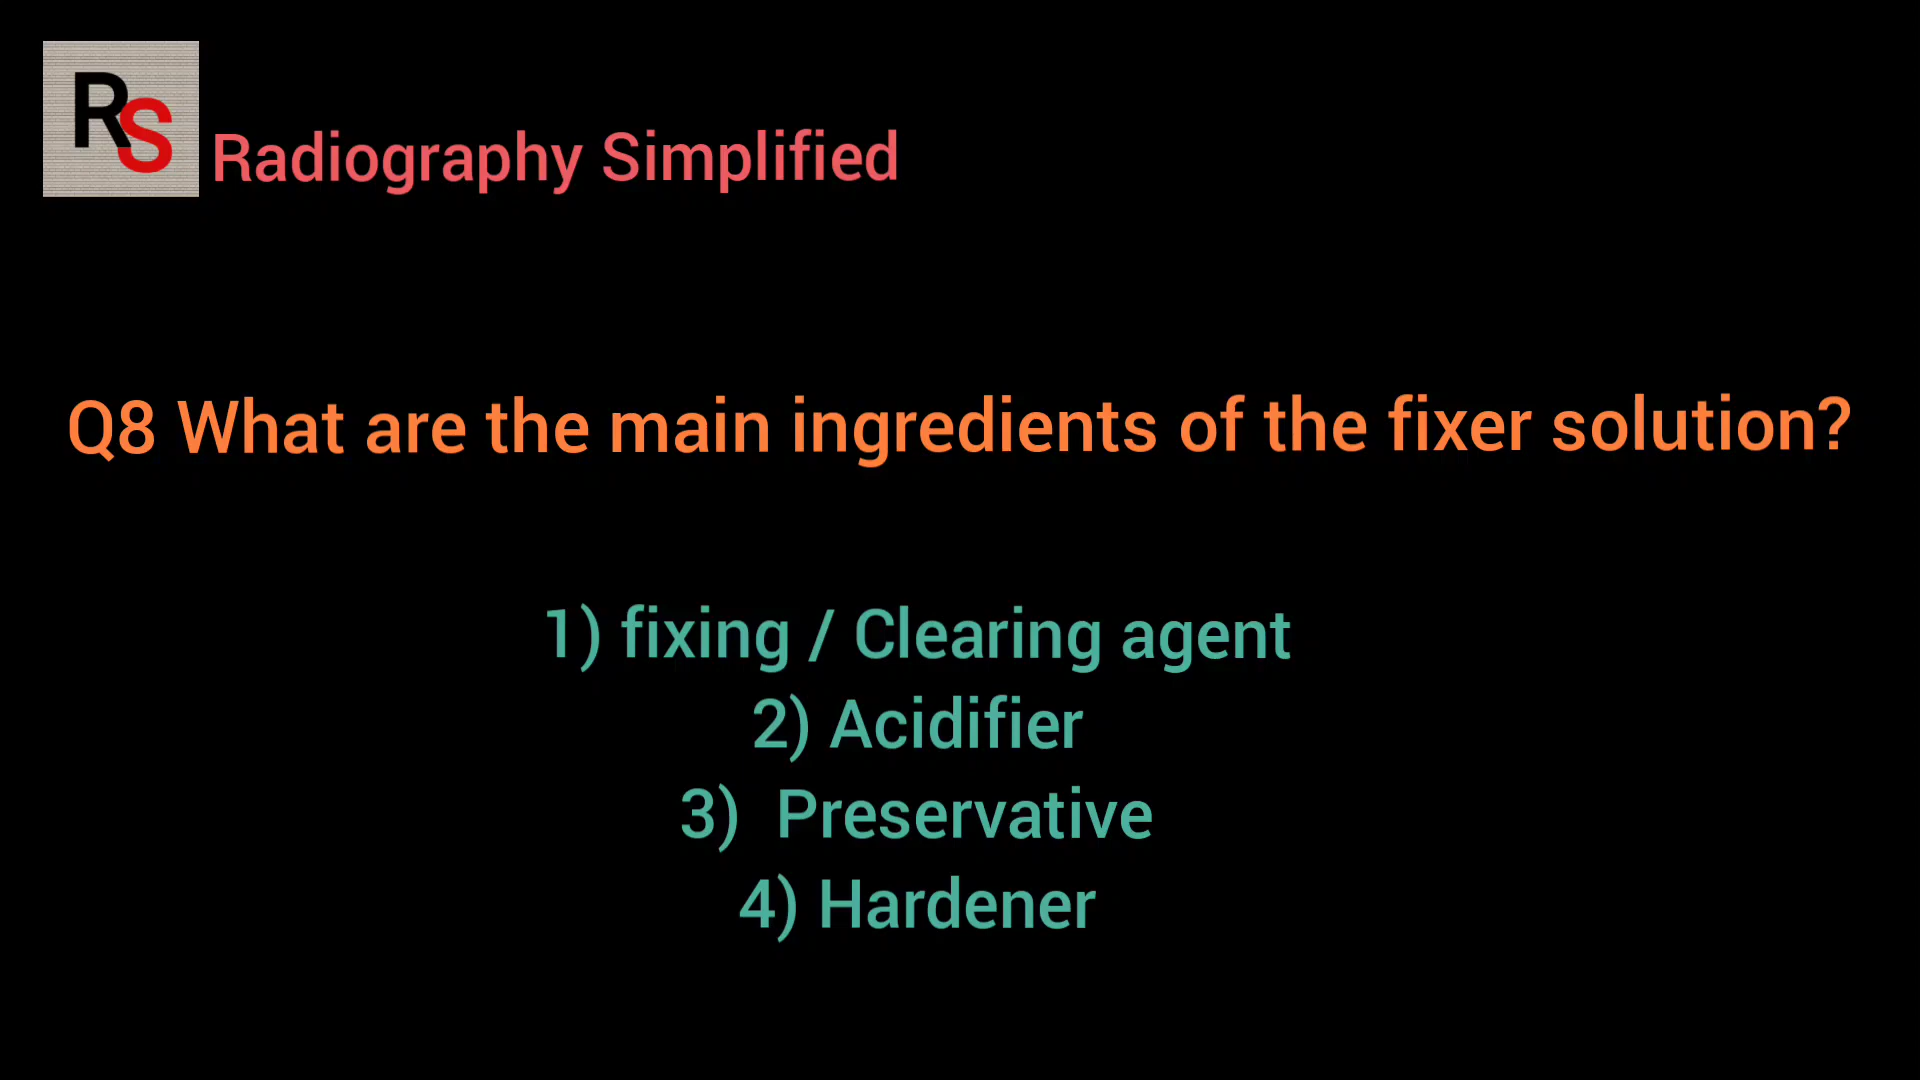 RS
Radiography Simplified
Q8 What are the main ingredients of the fixer solution?
1) fixing / Clearing agent
2) Acidifier
3)  Preservative
4) Hardener